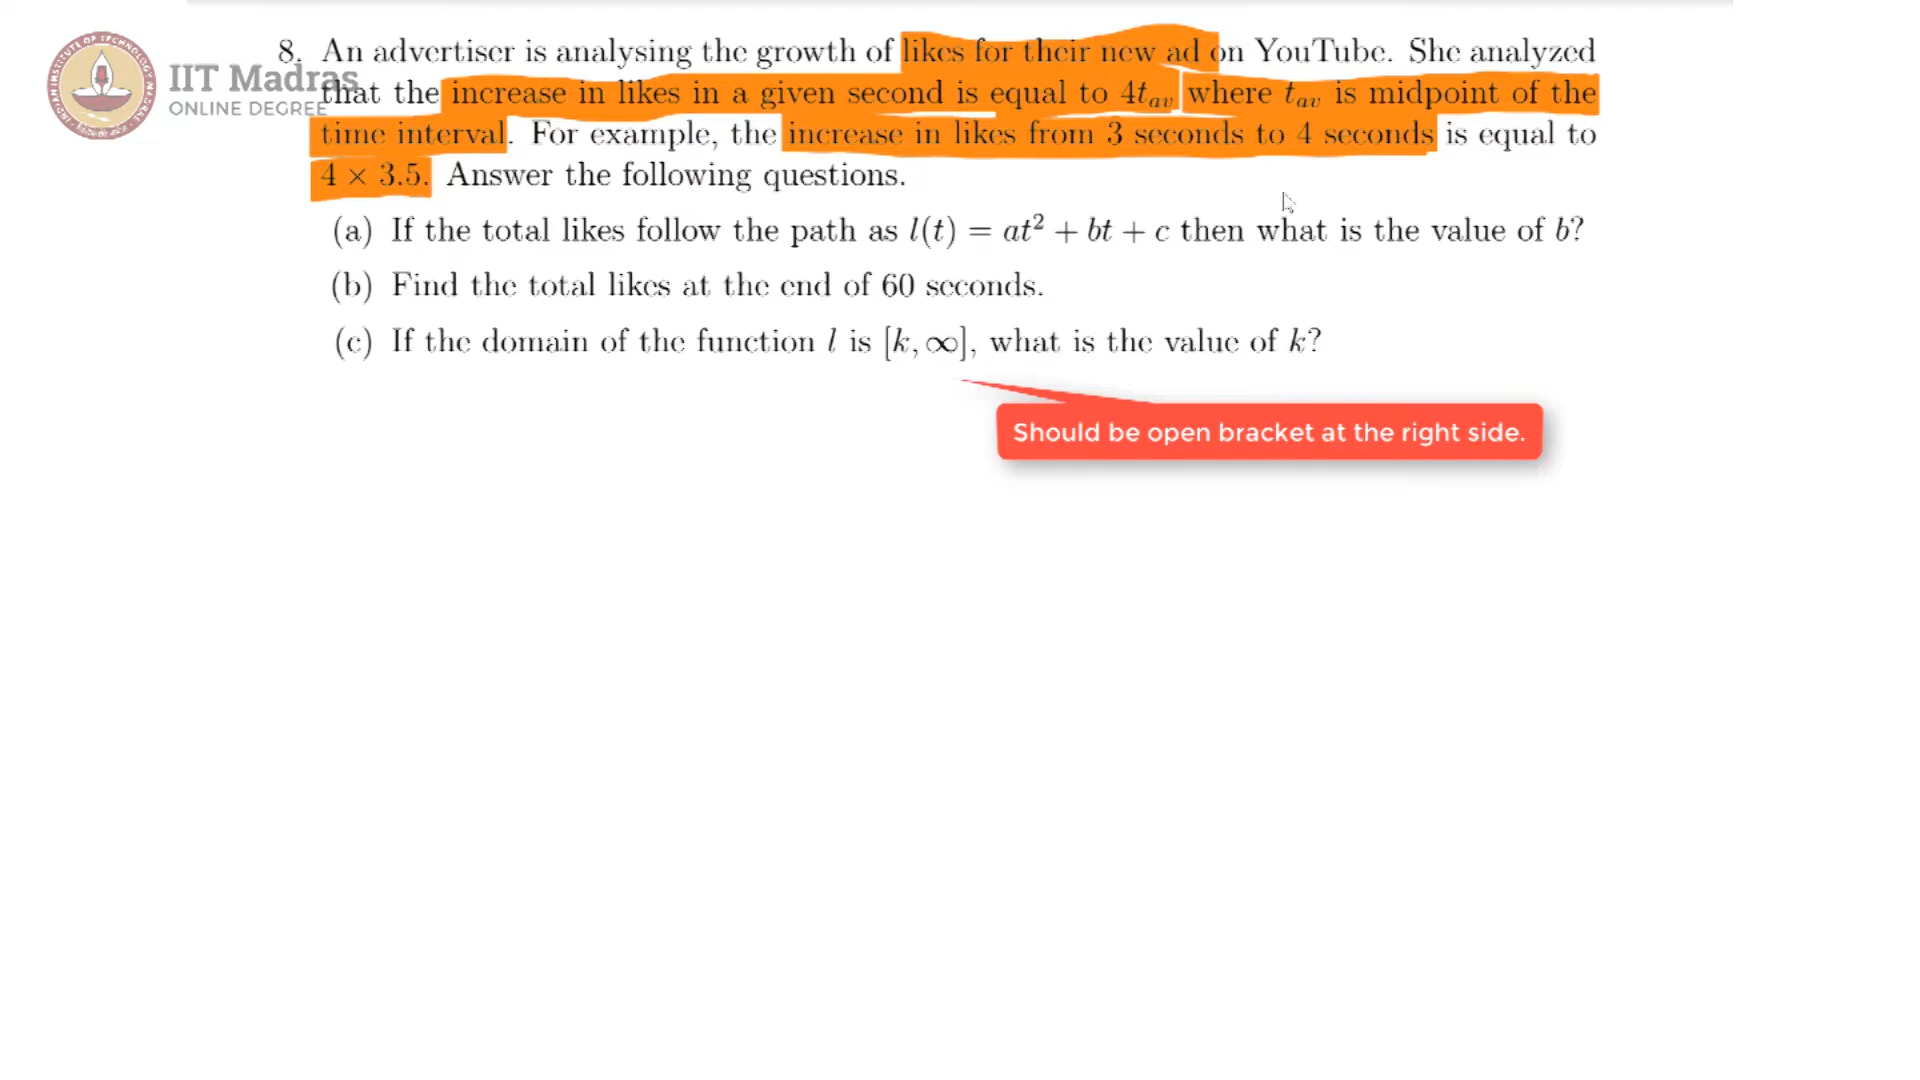 IIT Madras
ONLINE DEGREE
8. An advertiser is analysing the growth of likes for their new ad on YouTube. She analyzed
that the increase in likes in a given second is equal to 4t_{av} where t_{av} is midpoint of the
time interval. For example, the increase in likes from 3 seconds to 4 seconds is equal to
4 × 3.5. Answer the following questions.
(a) If the total likes follow the path as l(t) = at² + bt + c then what is the value of b?
(b) Find the total likes at the end of 60 seconds.
(c) If the domain of the function l is [k, ∞], what is the value of k?
Should be open bracket at the right side.